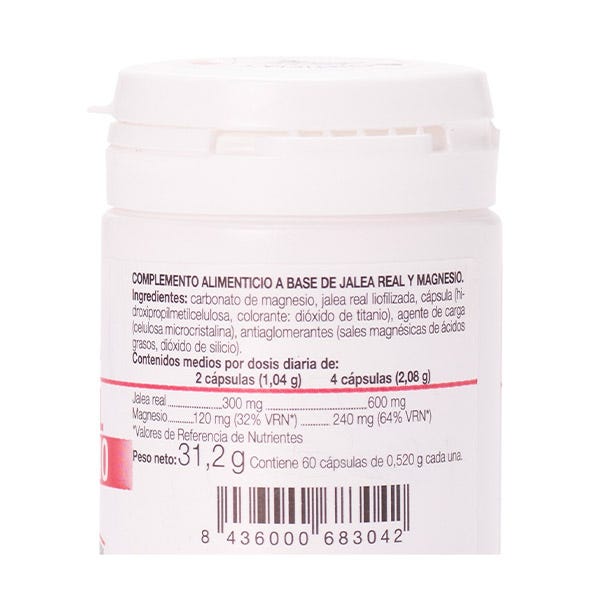 COMPLEMENTO ALIMENTICIO A BASE DE JALEA REAL Y MAGNESIO.
Ingredientes: carbonato de magnesio, jalea real liofilizada, cápsula (hi-
droxipropilmetilcelulosa, colorante: dióxido de titanio), agente de carga
(celulosa microcristalina), antiaglomerantes (sales magnésicas de ácidos
grasos, dióxido de silicio).
Contenidos medios por dosis diaria de:
2 cápsulas (1,04 g) 4 cápsulas (2,08 g)
Jalea real ............... 300 mg ............................ 600 mg
Magnesio ......... 120 mg (32% VRN*) ......... 240 mg (64% VRN*)
*Valores de Referencia de Nutrientes
Peso neto: 31,2 g Contiene 60 cápsulas de 0,520 g cada una.
8 436000 683042